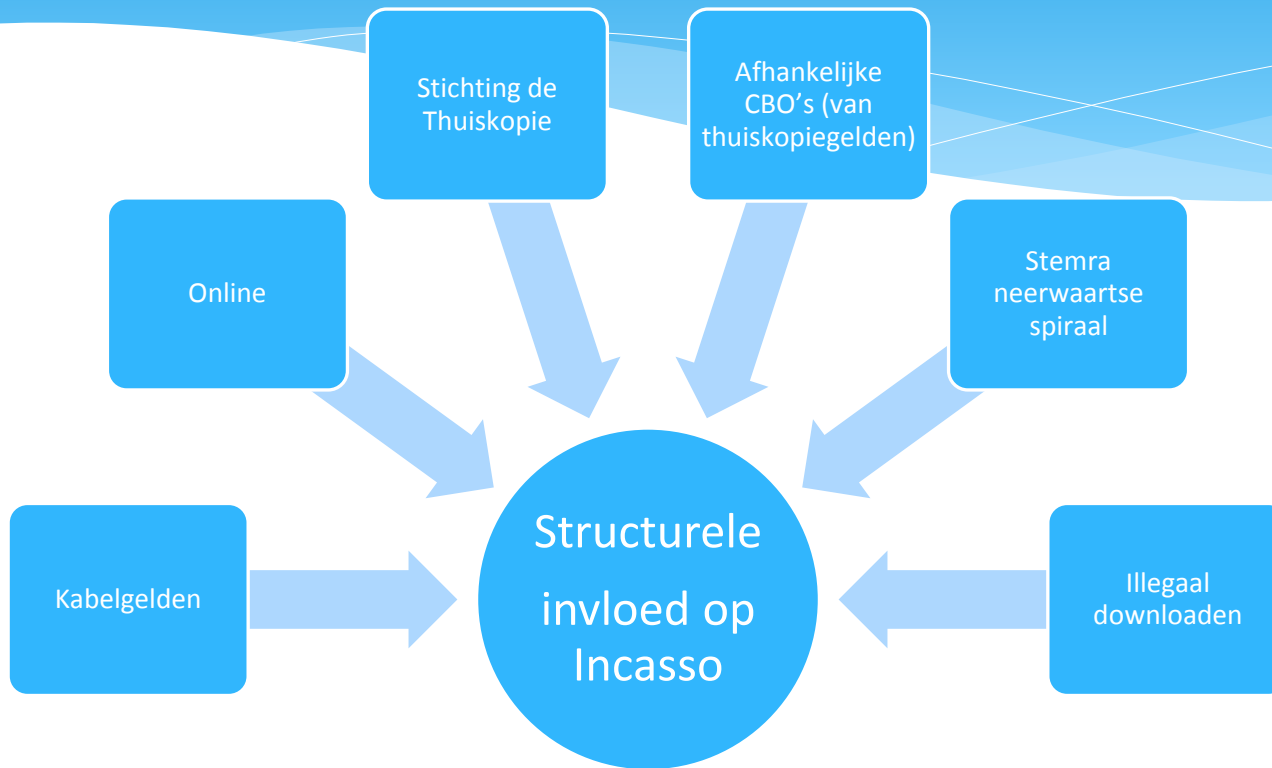 Stichting de
Thuiskopie
Afhankelijke
CBO’s (van
thuiskopiegelden)
Online
Stemra
neerwaartse
spiraal
Kabelgelden
Structurele
invloed op
Incasso
Illegaal
downloaden